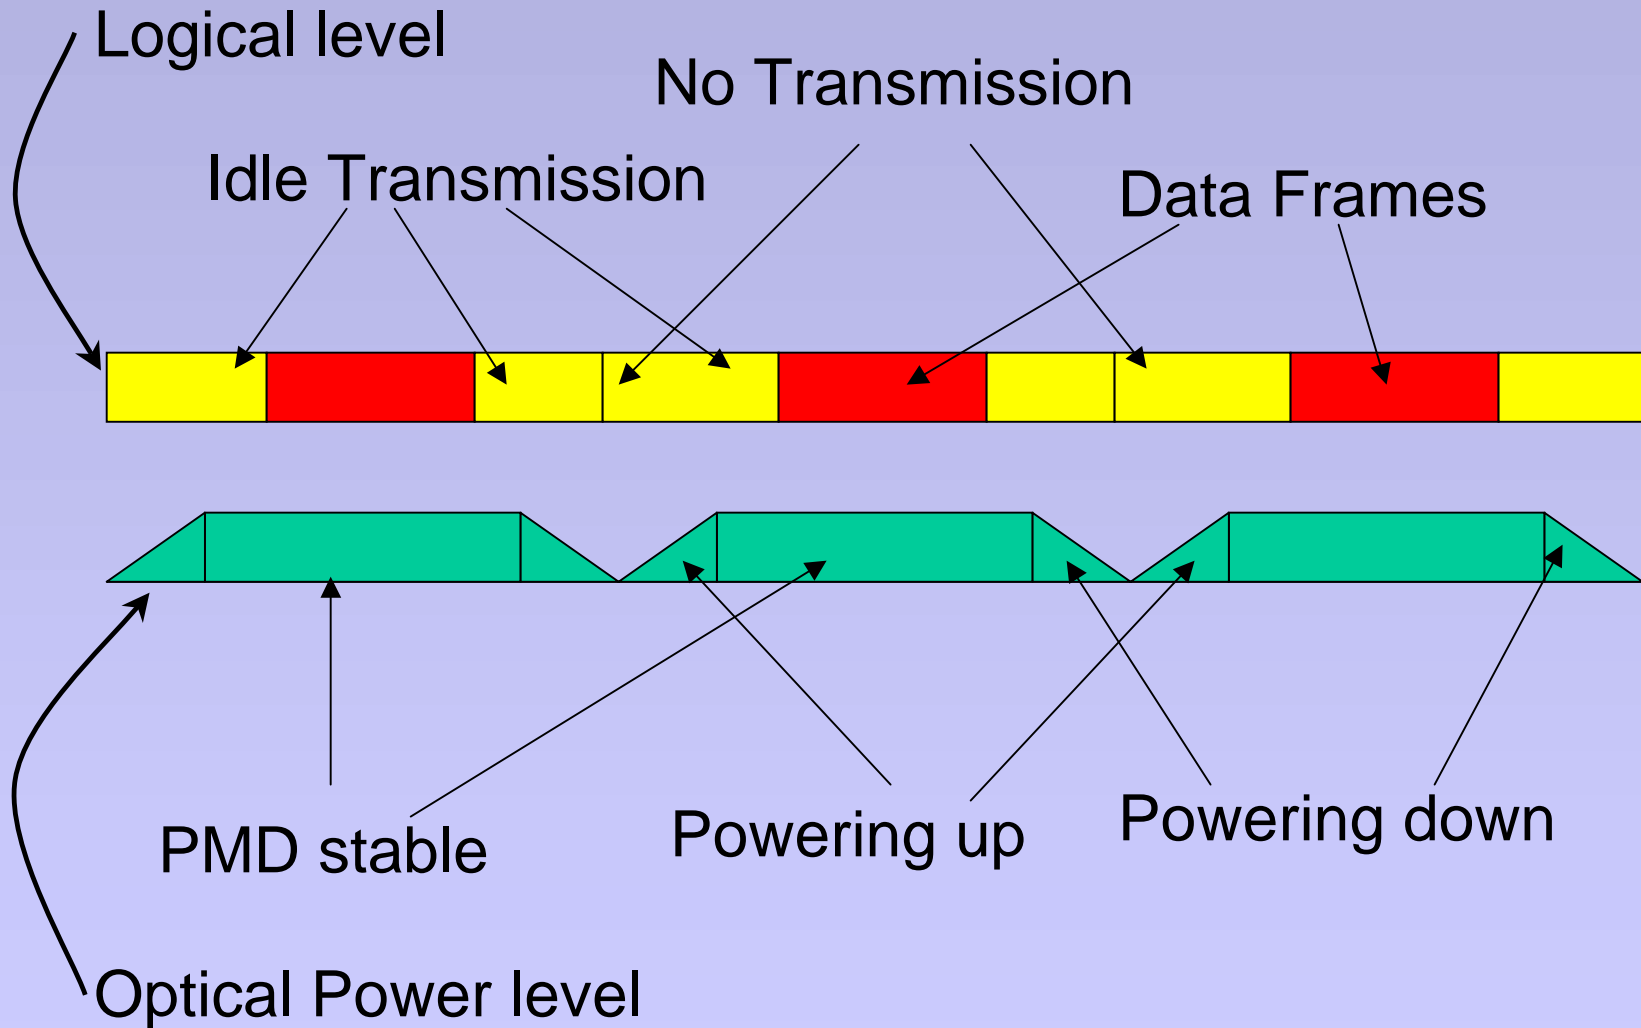 Logical level
No Transmission
Idle Transmission
Data Frames
PMD stable
Powering up
Powering down
Optical Power level